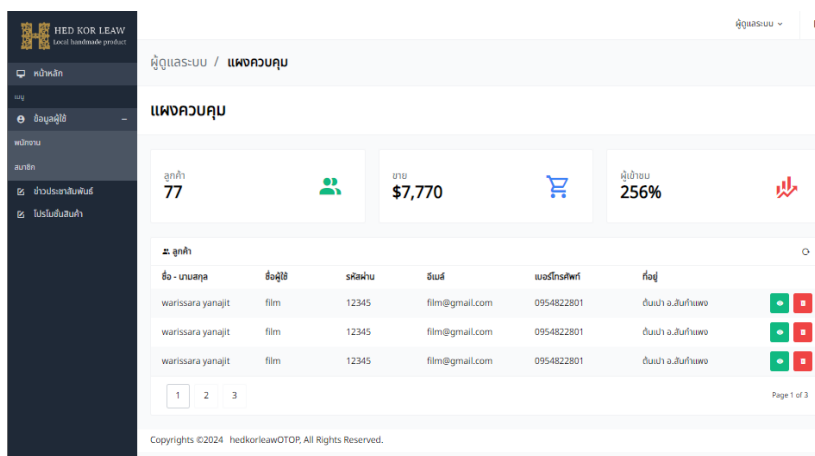 HED KOR LEAW
Local handmade product
ผู้ดูแลระบบ
หน้าหลัก
เมนู
ข้อมูลผู้ใช้
พนักงาน
สมาชิก
ข่าวประชาสัมพันธ์
โปรโมชั่นสินค้า
ผู้ดูแลระบบ / แผงควบคุม
แผงควบคุม
ลูกค้า
77
ขาย
$7,770
ผู้เข้าชม
256%
ลูกค้า
ชื่อ - นามสกุล ชื่อผู้ใช้ รหัสผ่าน อีเมล์ เบอร์โทรศัพท์ ที่อยู่
warissara yanajit film 12345 film@gmail.com 0954822801 ต้นเปา อ.สันกำแพง
warissara yanajit film 12345 film@gmail.com 0954822801 ต้นเปา อ.สันกำแพง
warissara yanajit film 12345 film@gmail.com 0954822801 ต้นเปา อ.สันกำแพง
1 2 3
Page 1 of 3
Copyrights ©2024 hedkorleawOTOP, All Rights Reserved.